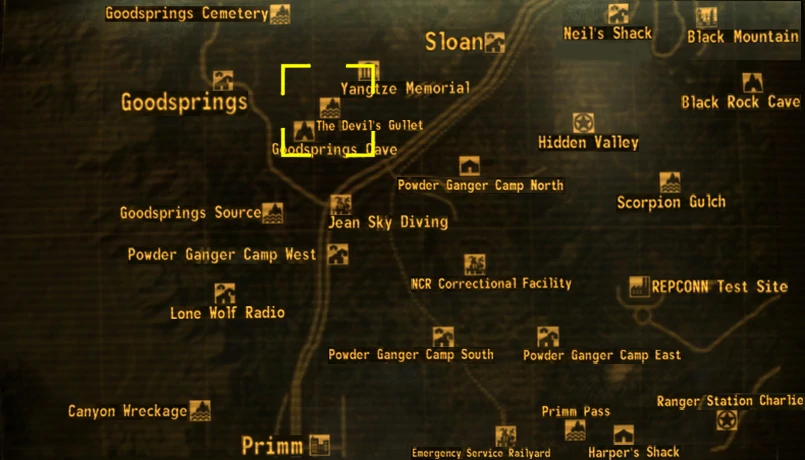 Goodsprings Cemetery
Sloan
Neil's Shack
Black Mountain
Goodsprings
Yangtze Memorial
Black Rock Cave
The Devil's Gullet
Goodsprings Cave
Hidden Valley
Powder Ganger Camp North
Scorpion Gulch
Goodsprings Source
Jean Sky Diving
Powder Ganger Camp West
NCR Correctional Facility
REPCONN Test Site
Lone Wolf Radio
Powder Ganger Camp South
Powder Ganger Camp East
Ranger Station Charlie
Canyon Wreckage
Primm Pass
Primm
Emergency Service Railyard
Harper's Shack